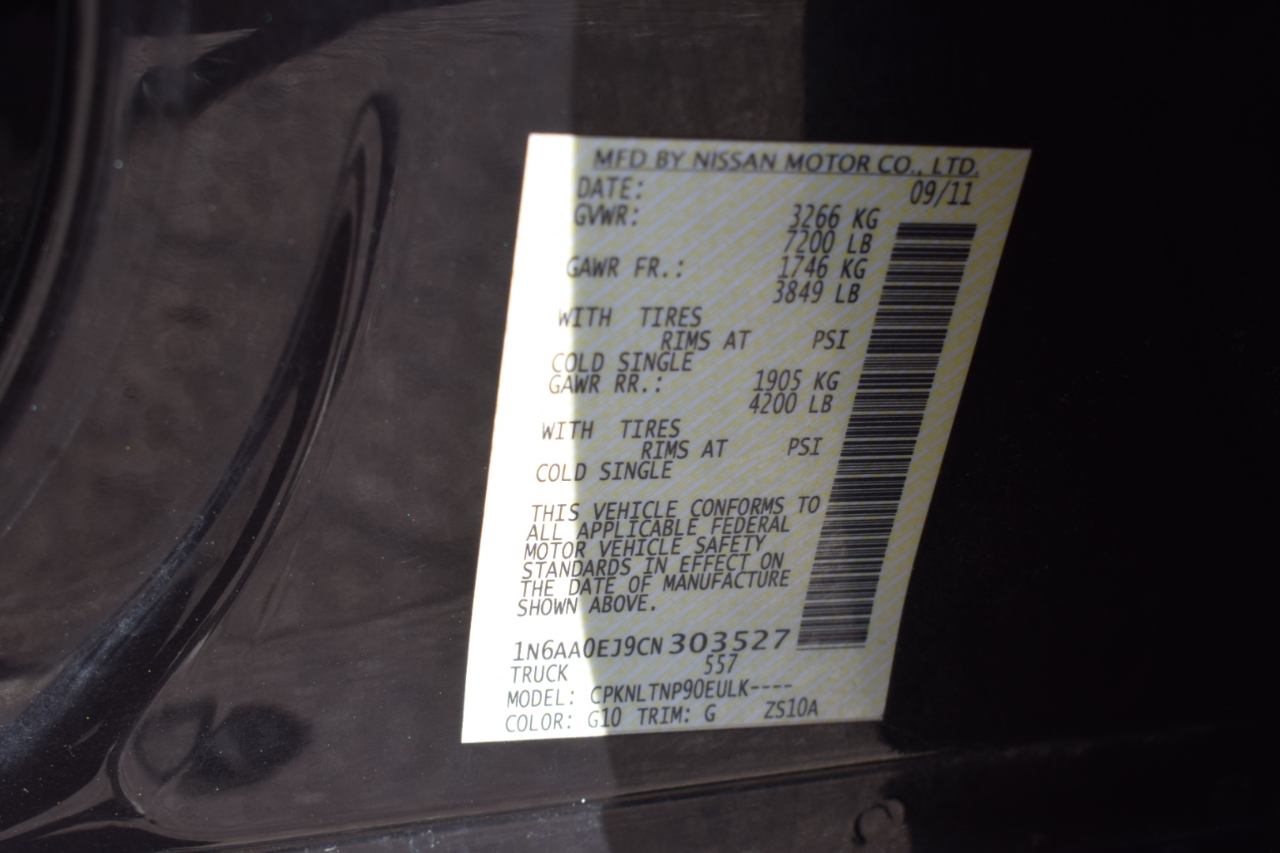 MFD BY NISSAN MOTOR CO., LTD.
DATE: 09/11
GVWR: 3266 KG
7200 LB
GAWR FR.: 1746 KG
3849 LB
WITH TIRES
RIMS AT PSI
COLD SINGLE
GAWR RR.: 1905 KG
4200 LB
WITH TIRES
RIMS AT PSI
COLD SINGLE
THIS VEHICLE CONFORMS TO
ALL APPLICABLE FEDERAL
MOTOR VEHICLE SAFETY
STANDARDS IN EFFECT ON
THE DATE OF MANUFACTURE
SHOWN ABOVE.
1N6AA0EJ9CN303527
TRUCK 557
MODEL: CPKNLTNP90EULK----
COLOR: G10 TRIM: G ZS10A